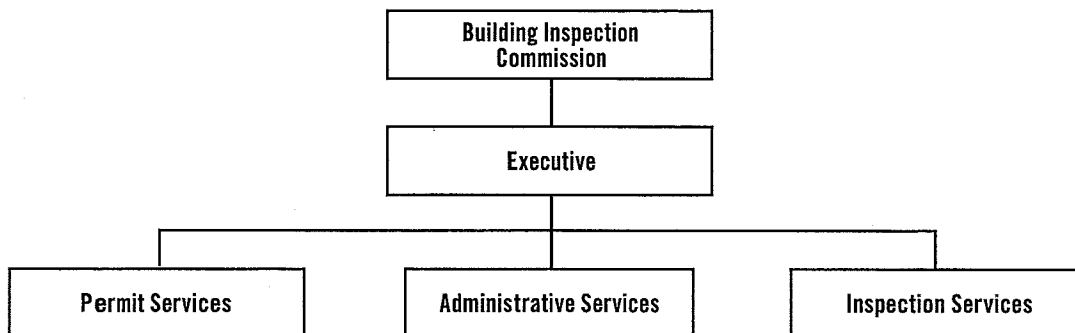 Building Inspection
Commission
Executive
Permit Services
Administrative Services
Inspection Services